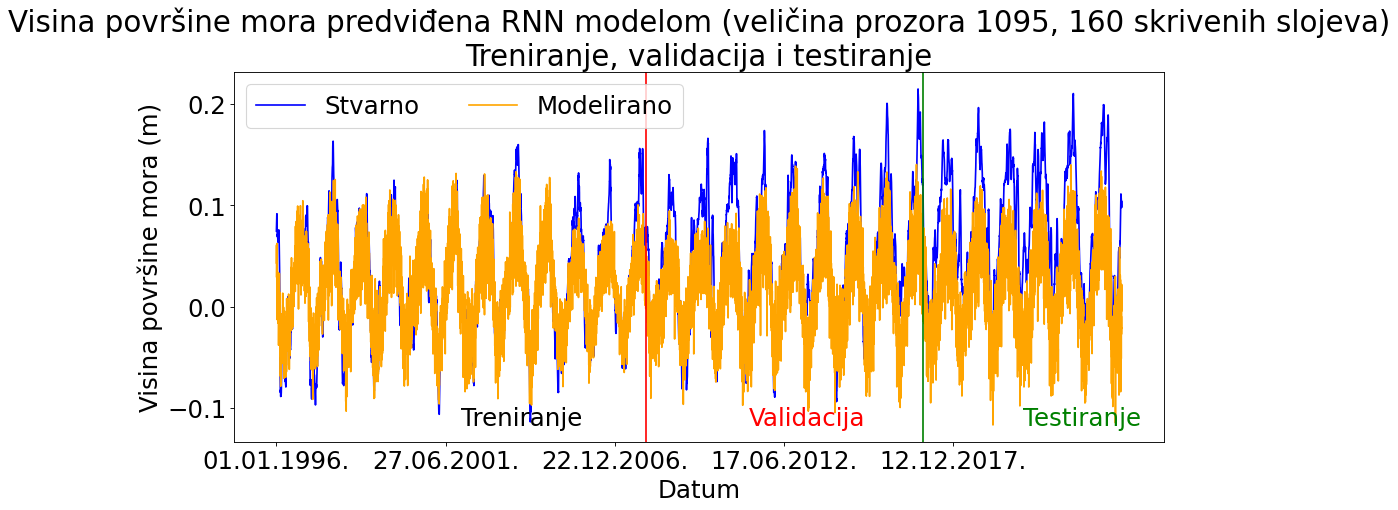 Visina površine mora predviđena RNN modelom (veličina prozora 1095, 160 skrivenih slojeva)
Treniranje, validacija i testiranje
Stvarno
Modelirano
Visina površine mora (m)
0.2
0.1
0.0
−0.1
Treniranje
Validacija
Testiranje
01.01.1996.
27.06.2001.
22.12.2006.
17.06.2012.
12.12.2017.
Datum